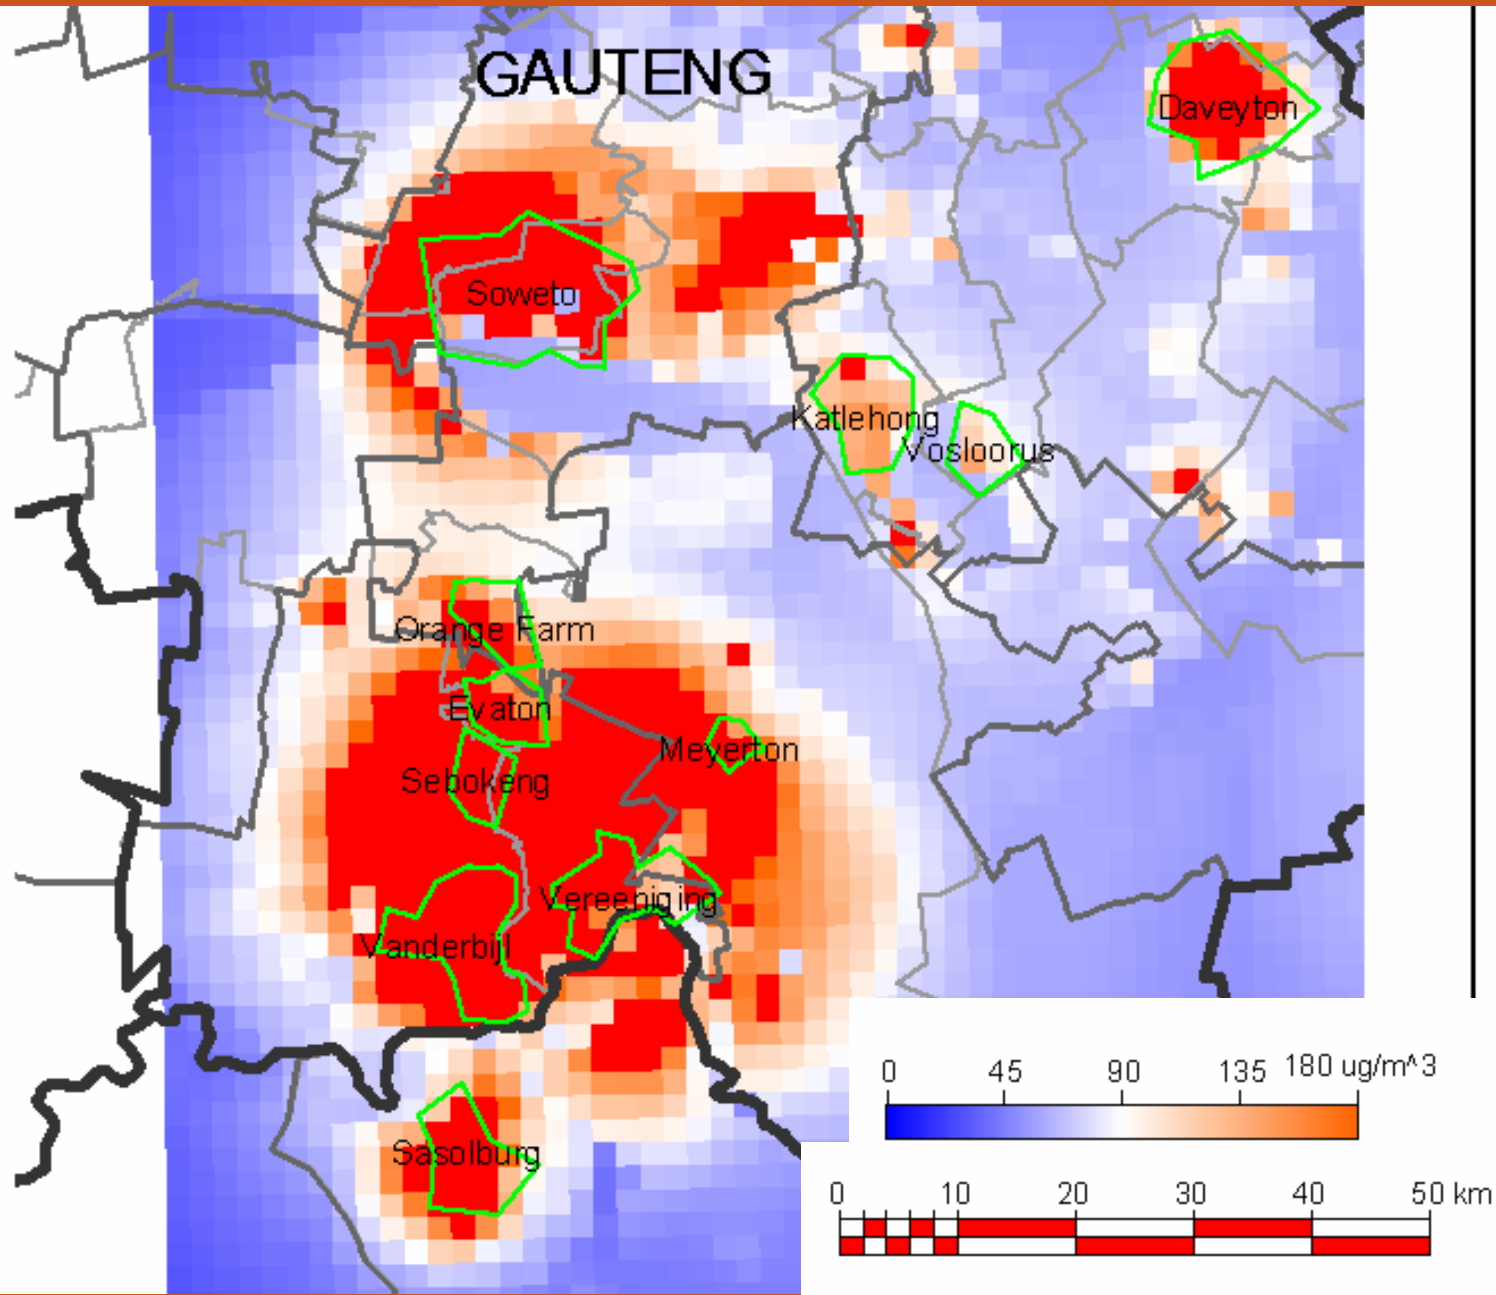 GAUTENG
Daveyton
Soweto
Katlehong
Vosloorus
Orange Farm
Evaton
Meyerton
Sebokeng
Vereeniging
Vanderbijl
0 45 90 135 180 ug/m^3
Sasolburg
0 10 20 30 40 50 km